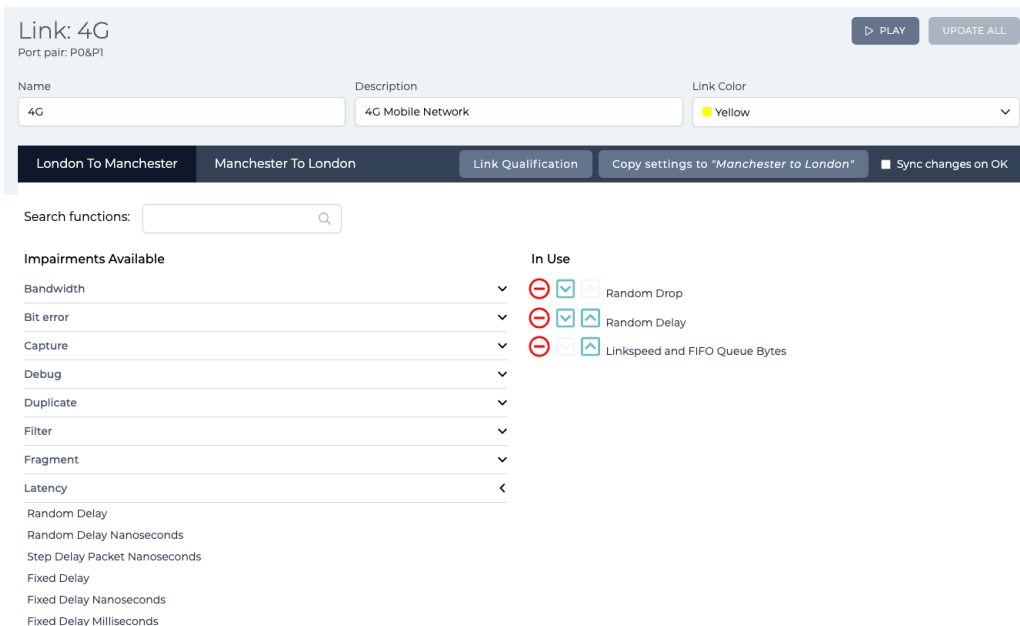 Link: 4G
Port pair: P0&P1
PLAY
UPDATE ALL
Name
Description
Link Color
4G
4G Mobile Network
Yellow
London To Manchester
Manchester To London
Link Qualification
Copy settings to "Manchester to London"
Sync changes on OK
Search functions:
Impairments Available
Bandwidth
Bit error
Capture
Debug
Duplicate
Filter
Fragment
Latency
Random Delay
Random Delay Nanoseconds
Step Delay Packet Nanoseconds
Fixed Delay
Fixed Delay Nanoseconds
Fixed Delay Milliseconds
In Use
Random Drop
Random Delay
Linkspeed and FIFO Queue Bytes